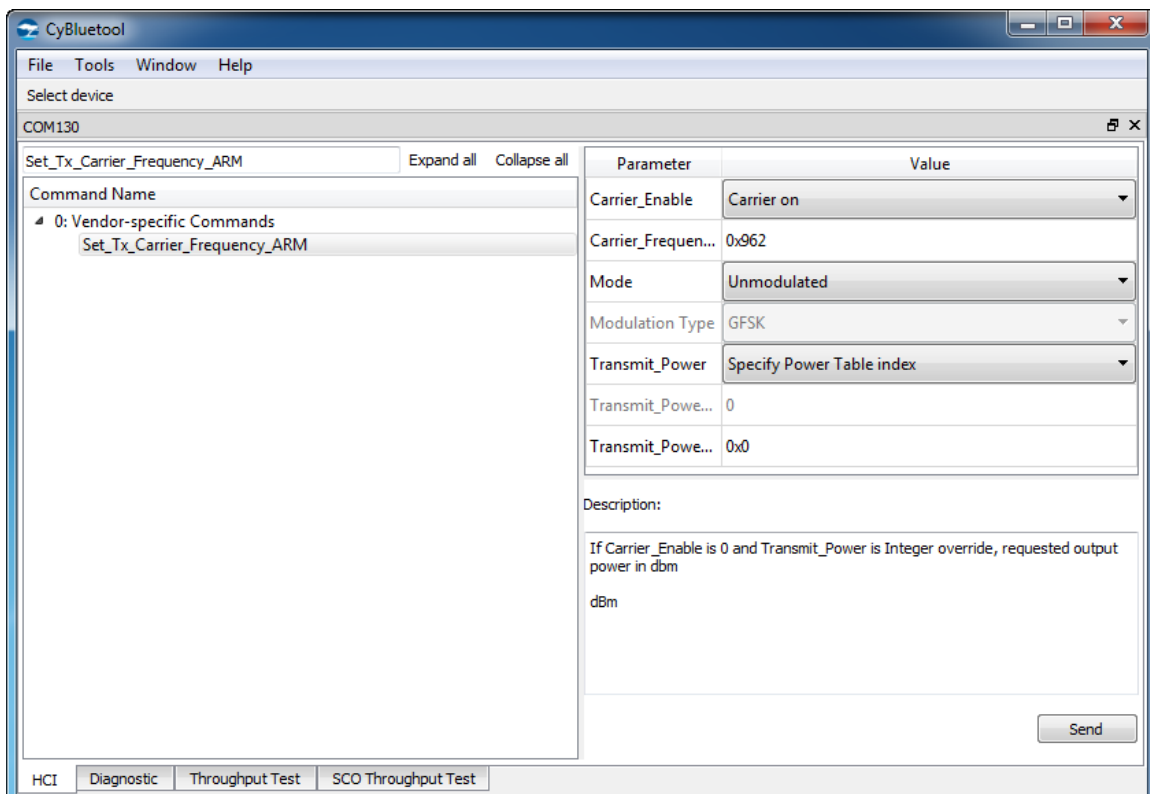 CyBluetool
File Tools Window Help
Select device
COM130
Set_Tx_Carrier_Frequency_ARM Expand all Collapse all
Command Name
0: Vendor-specific Commands
Set_Tx_Carrier_Frequency_ARM
Parameter Value
Carrier_Enable Carrier on
Carrier_Frequen... 0x962
Mode Unmodulated
Modulation Type GFSK
Transmit_Power Specify Power Table index
Transmit_Powe... 0
Transmit_Powe... 0x0
Description:
If Carrier_Enable is 0 and Transmit_Power is Integer override, requested output
power in dbm
dBm
Send
HCI Diagnostic Throughput Test SCO Throughput Test